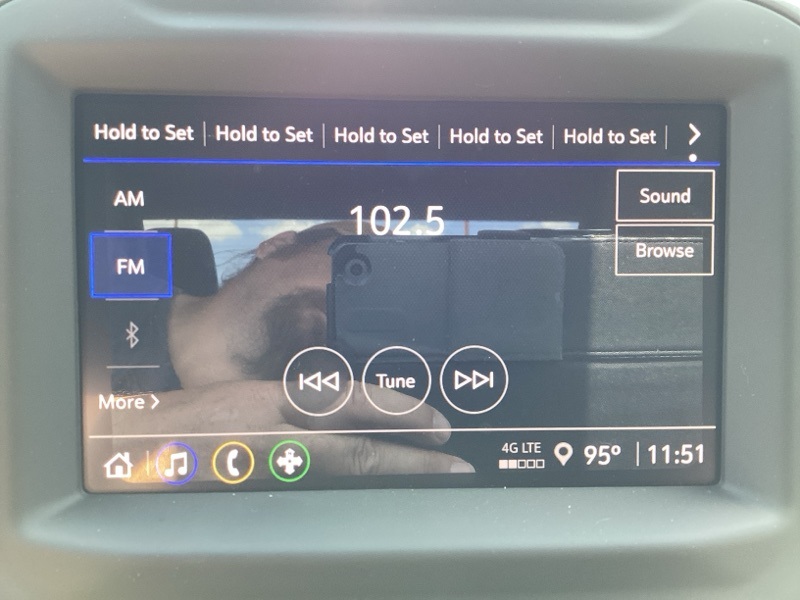 Hold to Set Hold to Set Hold to Set Hold to Set Hold to Set
AM
102.5
Sound
FM
Browse
Tune
More
4G LTE
95° 11:51